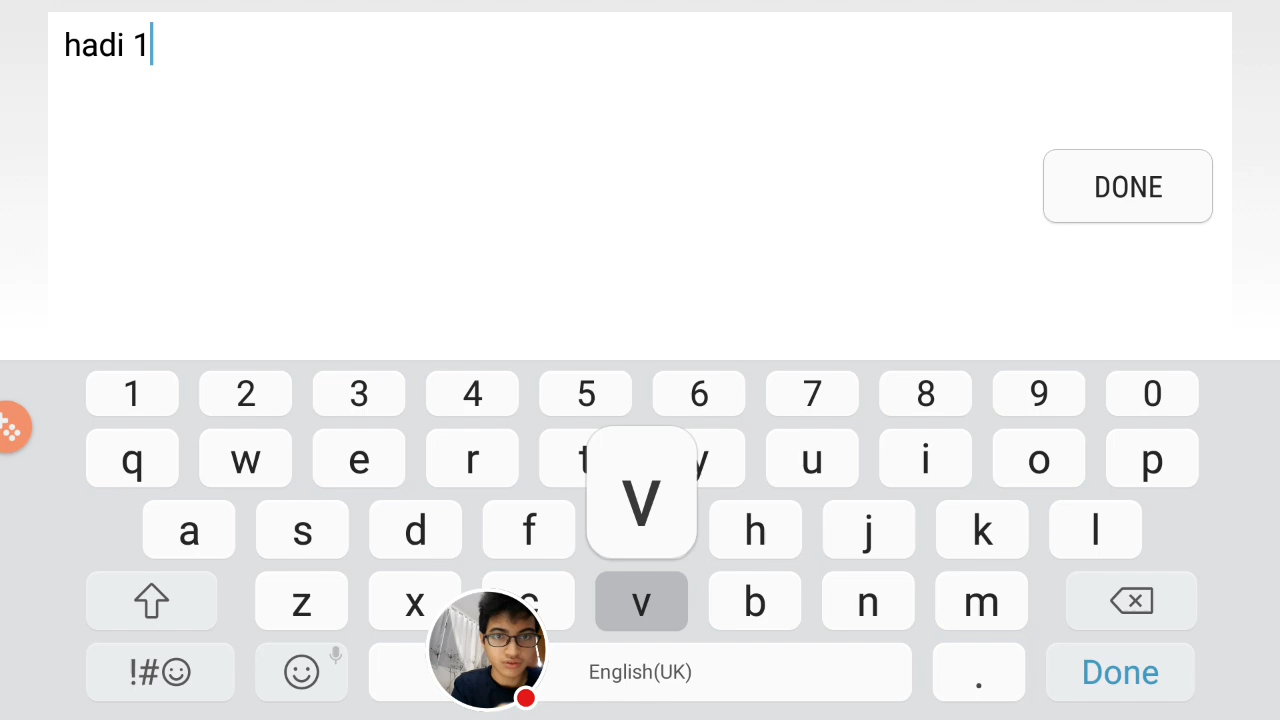 hadi 1
DONE
1 2 3 4 5 6 7 8 9 0
q w e r t y u i o p
v
a s d f h j k l
z x c v b n m
!#
English(UK)
. Done